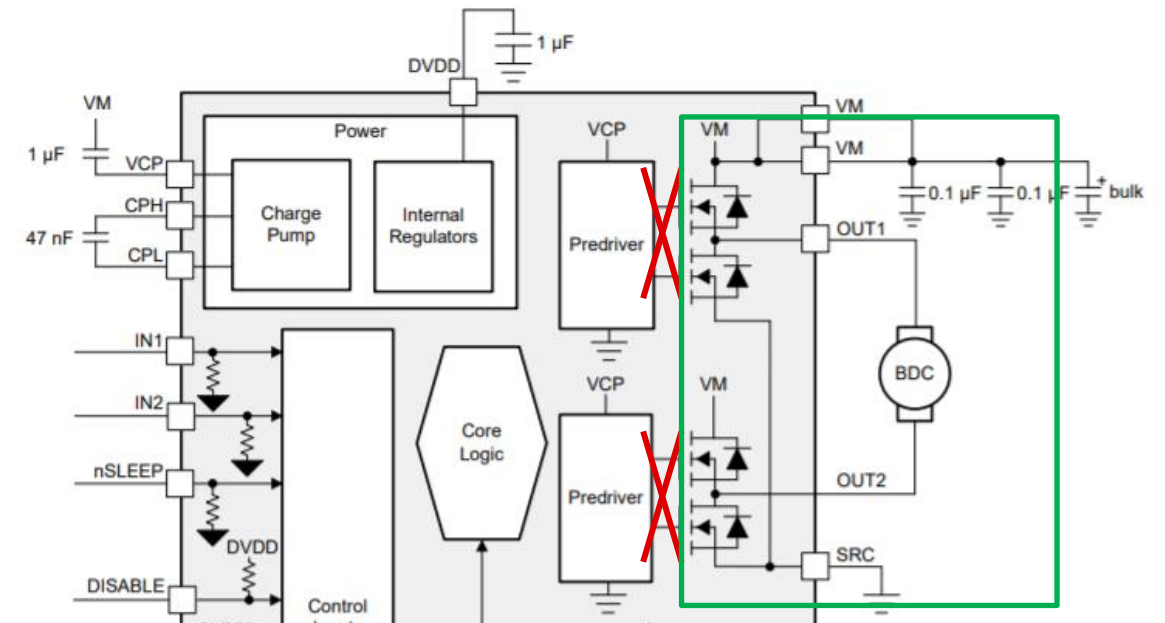 1 µF
DVDD
VM
1 µF
VCP
CPH
47 nF
CPL
Power
Charge
Pump
Internal
Regulators
VCP
Predriver
VM
VM
VM
0.1 µF
0.1 µF
+
bulk
OUT1
BDC
IN1
IN2
nSLEEP
DVDD
DISABLE
Control
Core
Logic
VCP
Predriver
VM
OUT2
SRC